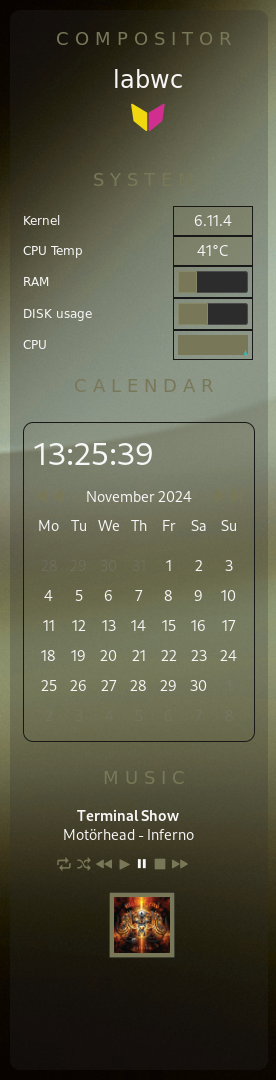 COMPOSITOR
labwc
SYSTEM
Kernel 6.11.4
CPU Temp 41°C
RAM
DISK usage
CPU
CALENDAR
13:25:39
November 2024
Mo Tu We Th Fr Sa Su
28 29 30 31 1 2 3
4 5 6 7 8 9 10
11 12 13 14 15 16 17
18 19 20 21 22 23 24
25 26 27 28 29 30 1
2 3 4 5 6 7 8
MUSIC
Terminal Show
Motörhead - Inferno